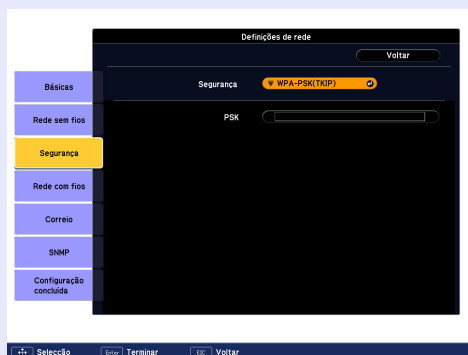 Definições de rede
Voltar
Básicas
Segurança
WPA-PSK(TKIP)
Rede sem fios
PSK
Segurança
Rede com fios
Correio
SNMP
Configuração
concluída
Selecção Enter Terminar ESC Voltar